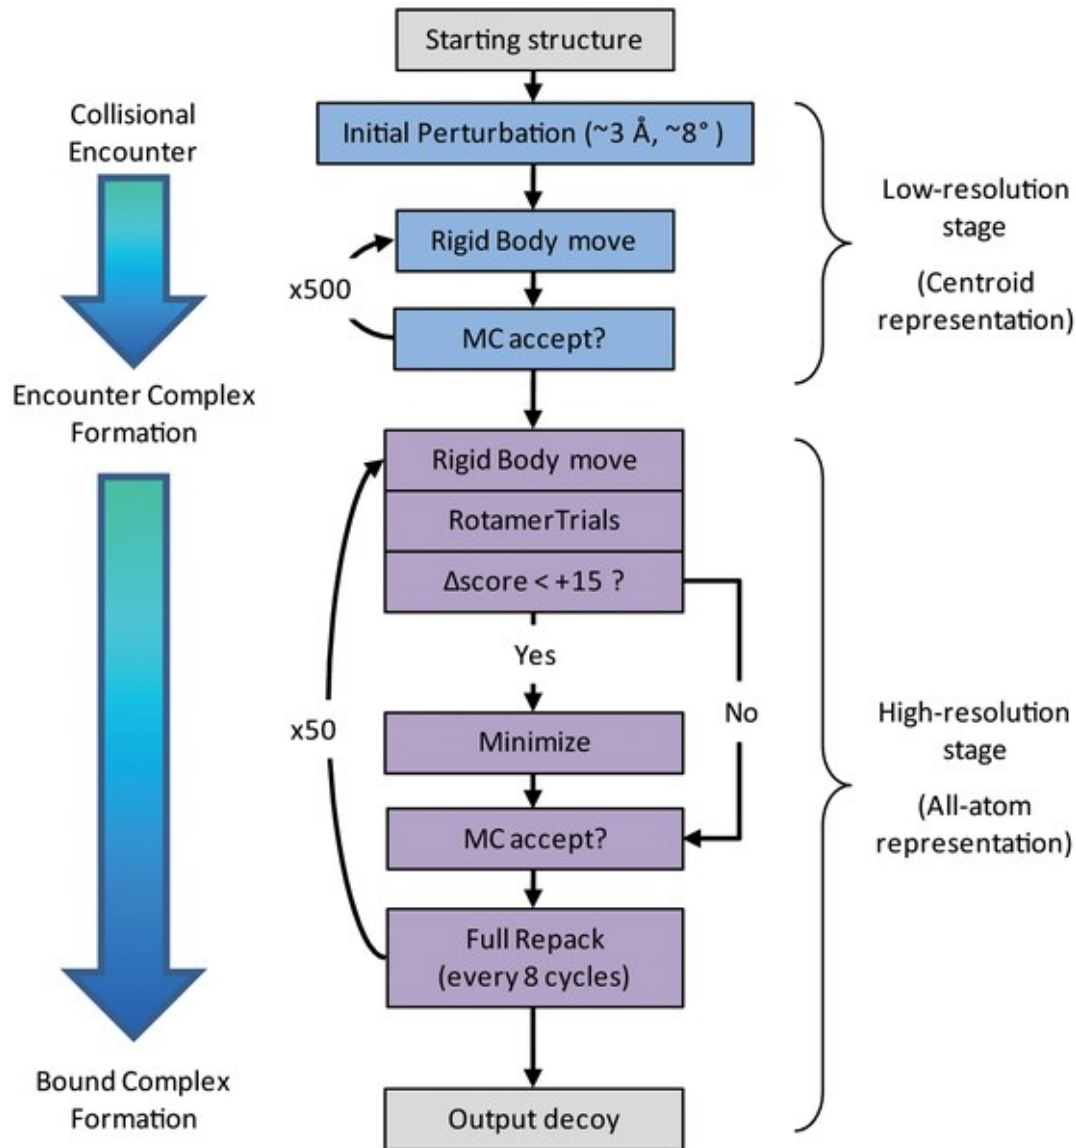 Starting structure
Collisional
Encounter
Initial Perturbation (~3 Å, ~8° )
Low-resolution
stage
(Centroid
representation)
Rigid Body move
x500
MC accept?
Encounter Complex
Formation
Rigid Body move
RotamerTrials
Δscore < +15 ?
Yes
No
x50
Minimize
High-resolution
stage
(All-atom
representation)
MC accept?
Full Repack
(every 8 cycles)
Bound Complex
Formation
Output decoy